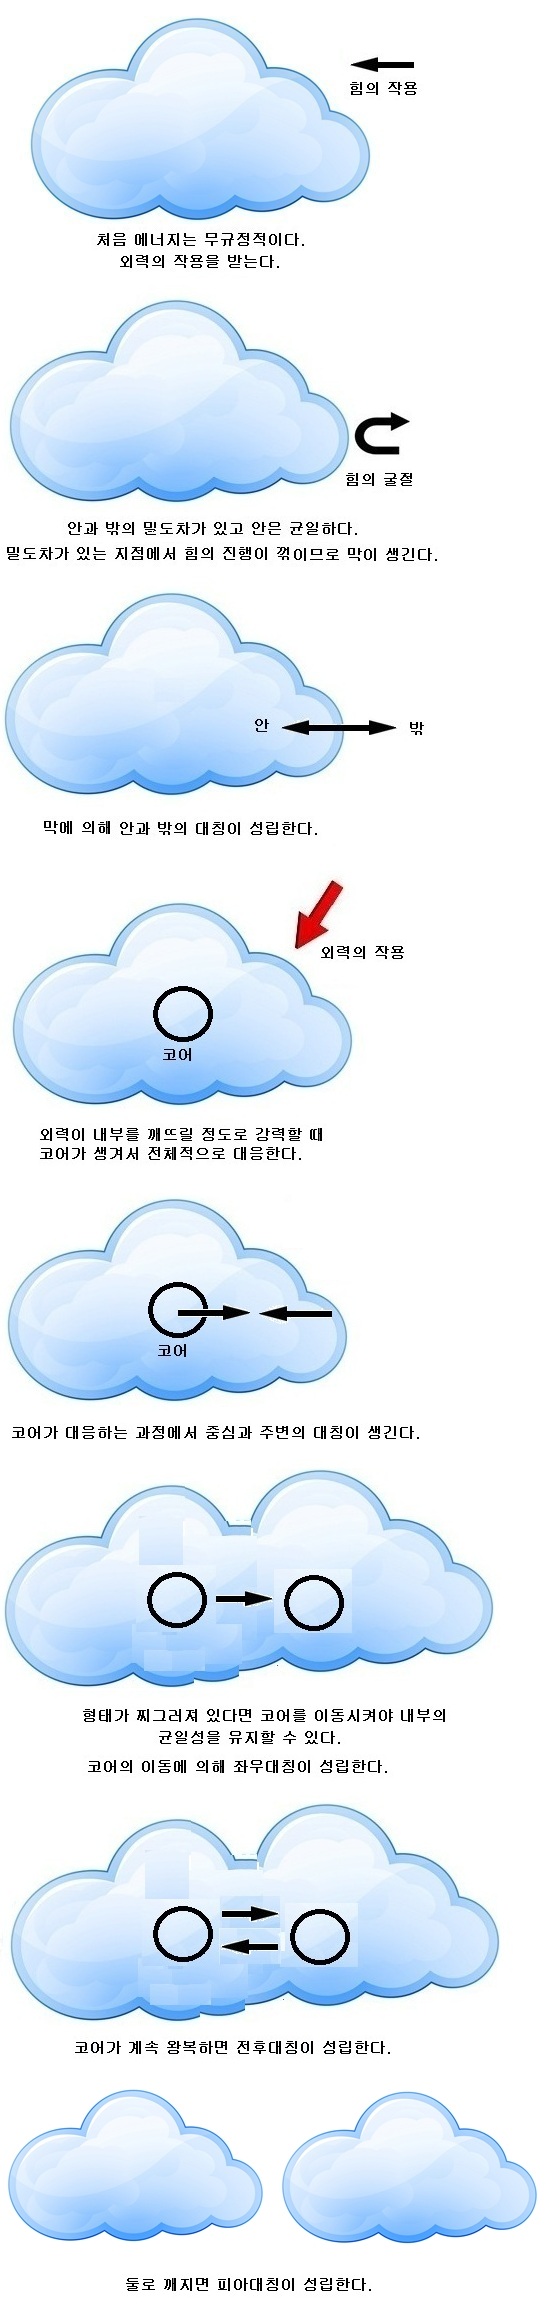 힘의 작용
처음 에너지는 무규정적이다.
외력의 작용을 받는다.
힘의 굴절
안과 밖의 밀도차가 있고 안은 균일하다.
밀도차가 있는 지점에서 힘의 진행이 꺾이므로 막이 생긴다.
안
밖
막에 의해 안과 밖의 대칭이 성립한다.
외력의 작용
코어
외력이 내부를 깨뜨릴 정도로 강력할 때
코어가 생겨서 전체적으로 대응한다.
코어
코어가 대응하는 과정에서 중심과 주변의 대칭이 생긴다.
형태가 찌그러져 있다면 코어를 이동시켜야 내부의
균일성을 유지할 수 있다.
코어의 이동에 의해 좌우대칭이 성립한다.
코어가 계속 왕복하면 전후대칭이 성립한다.
둘로 깨지면 피아대칭이 성립한다.